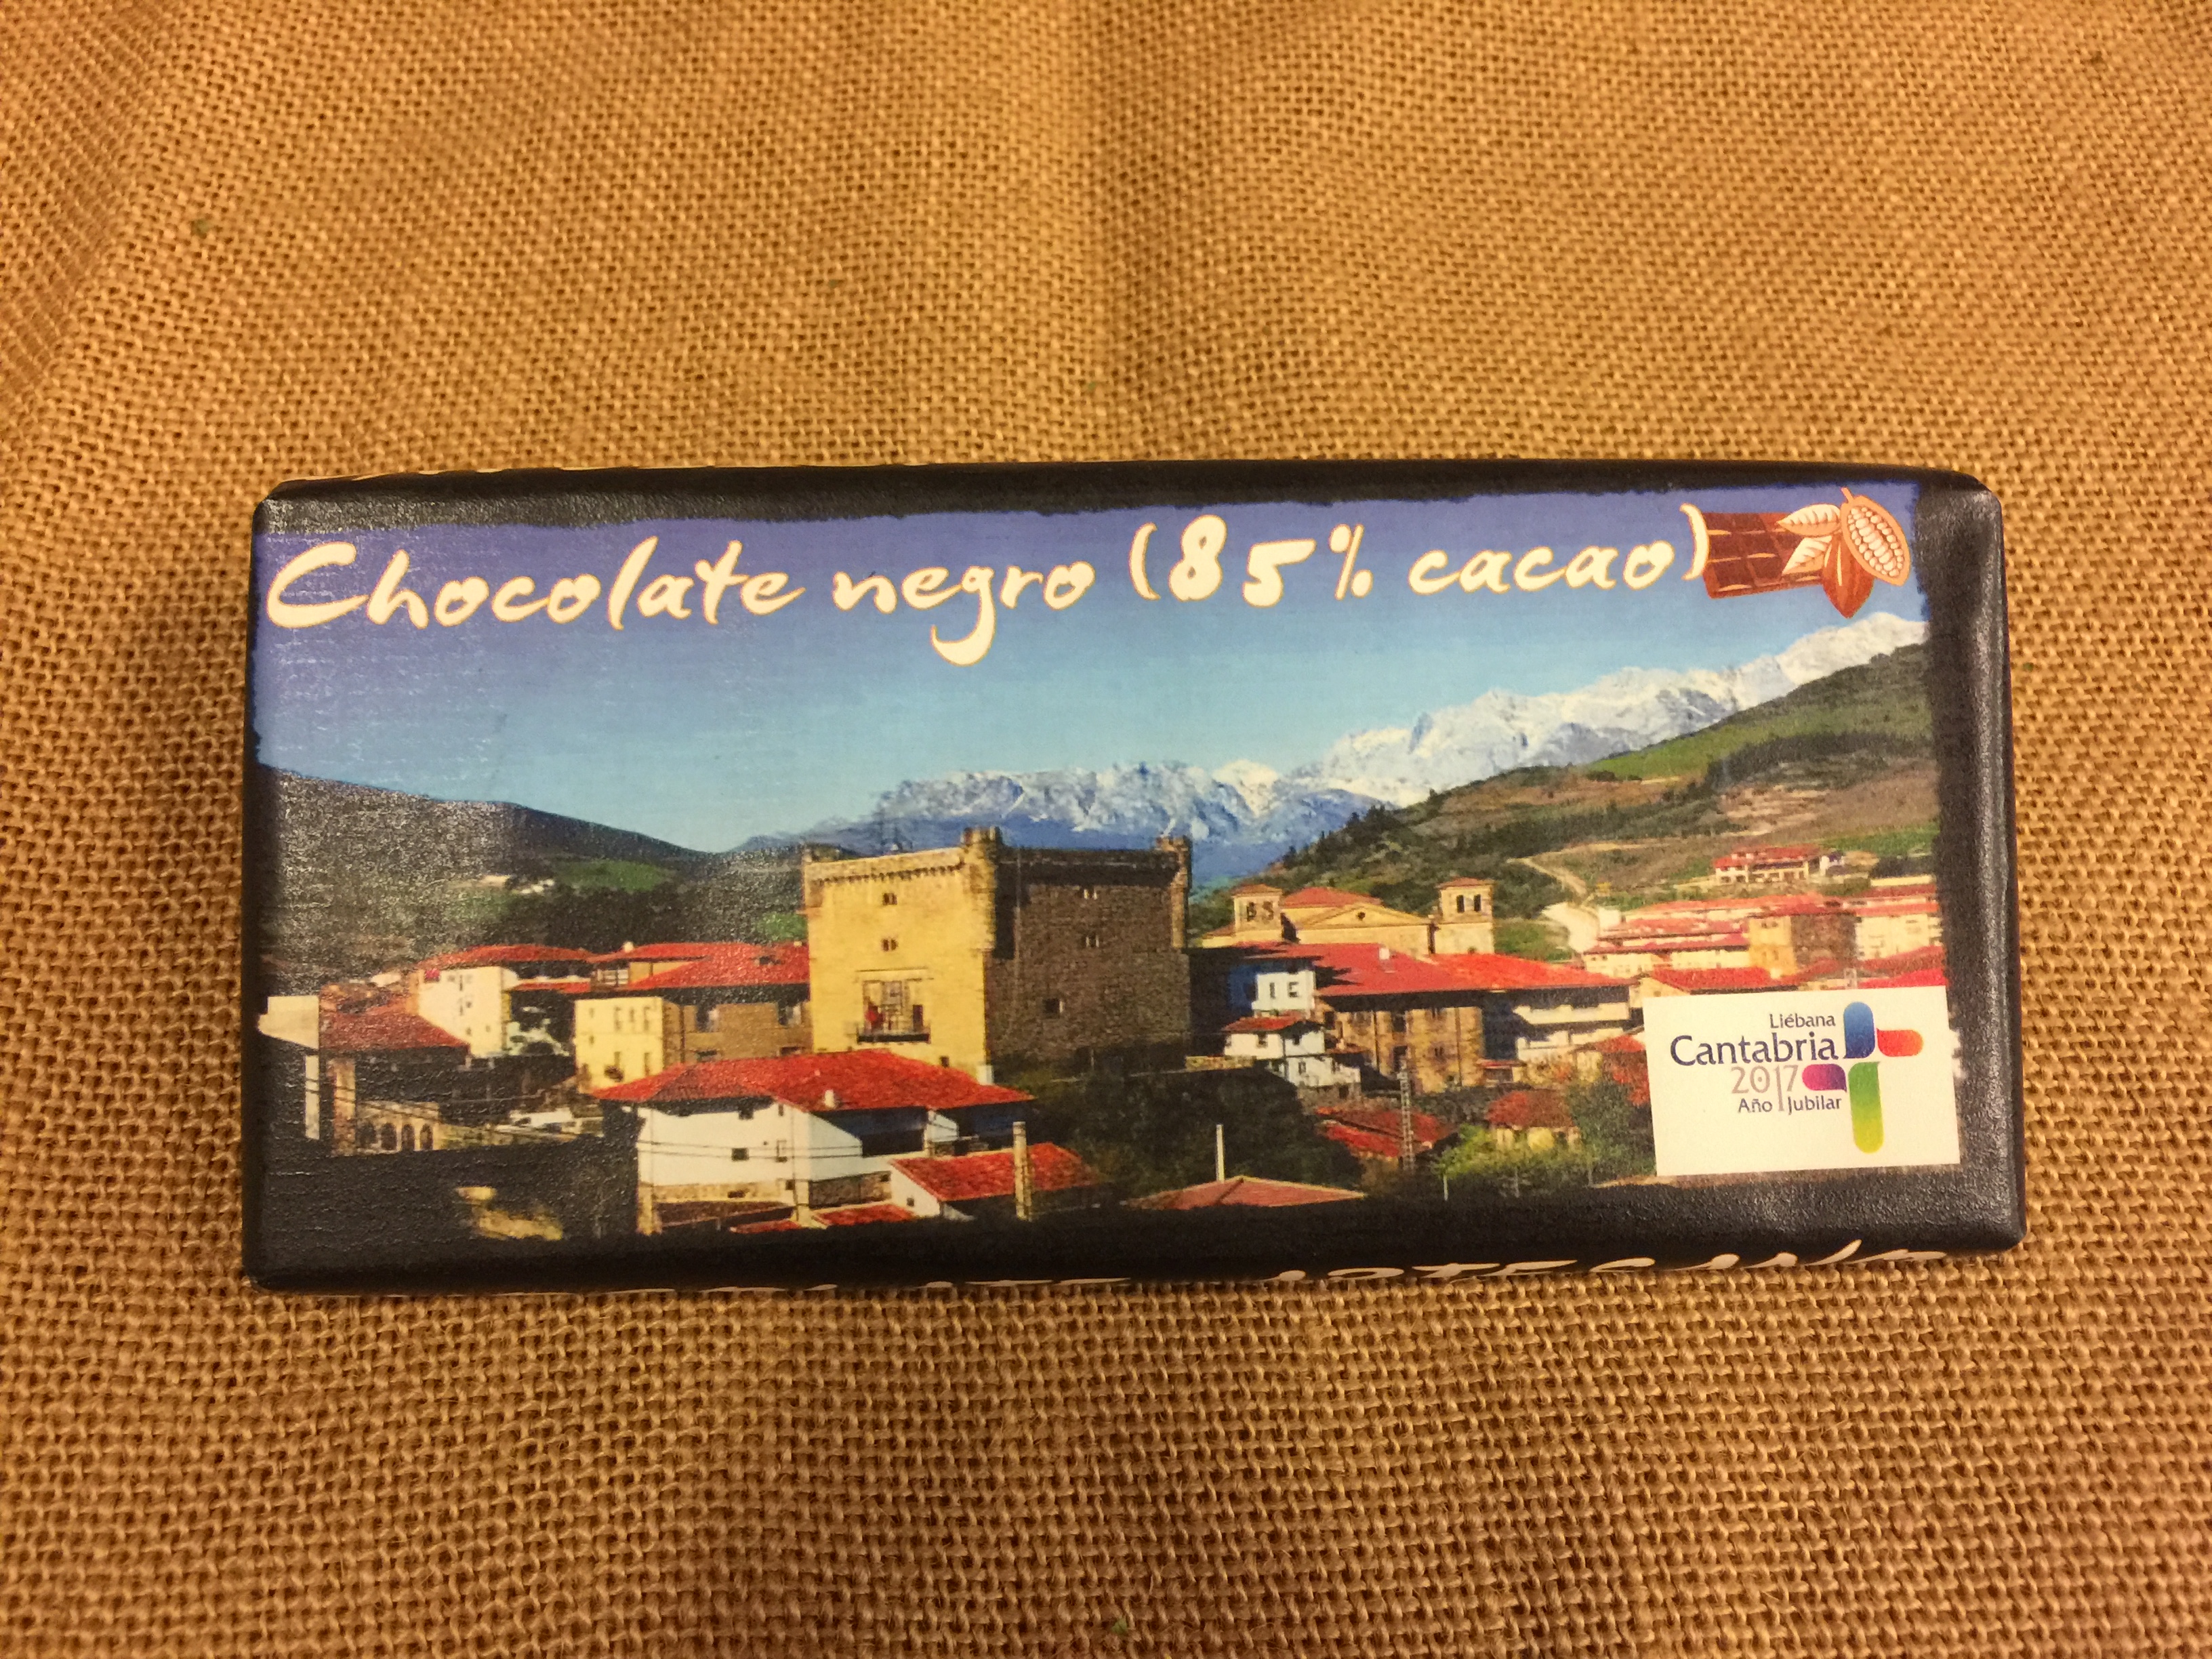 Chocolate negro (85% cacao)
Liébana
Cantabria
2017
Año Jubilar